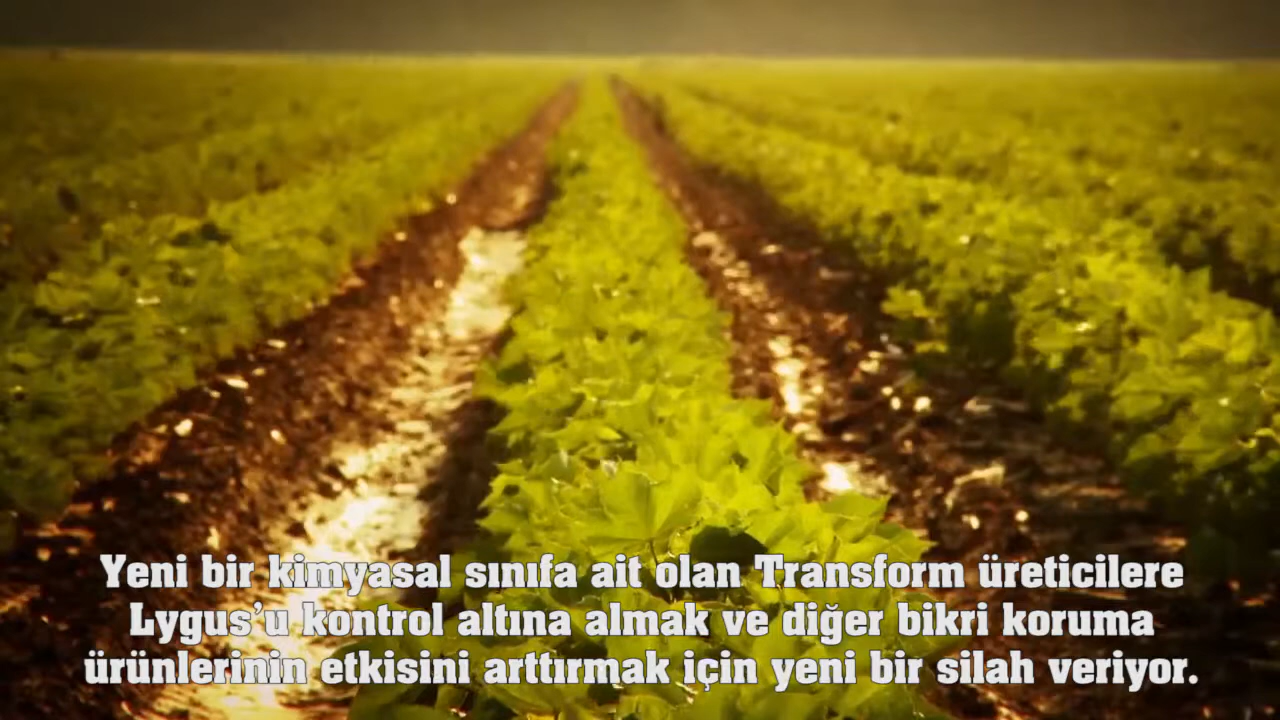 Yeni bir kimyasal sınıfa ait olan Transform üreticilere
Lygus'u kontrol altına almak ve diğer bikri koruma
ürünlerinin etkisini arttırmak için yeni bir silah veriyor.